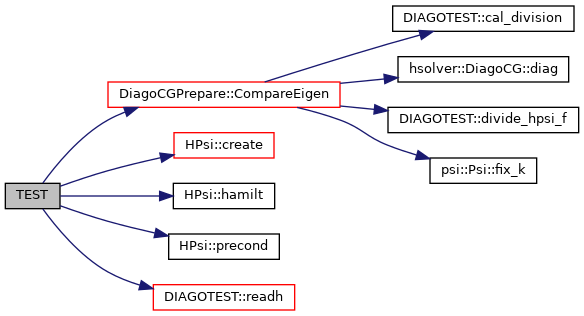 TEST
DiagoCGPrepare::CompareEigen
HPsi::create
HPsi::hamilt
HPsi::precond
DIAGOTEST::readh
DIAGOTEST::cal_division
hsolver::DiagoCG::diag
DIAGOTEST::divide_hpsi_f
psi::Psi::fix_k